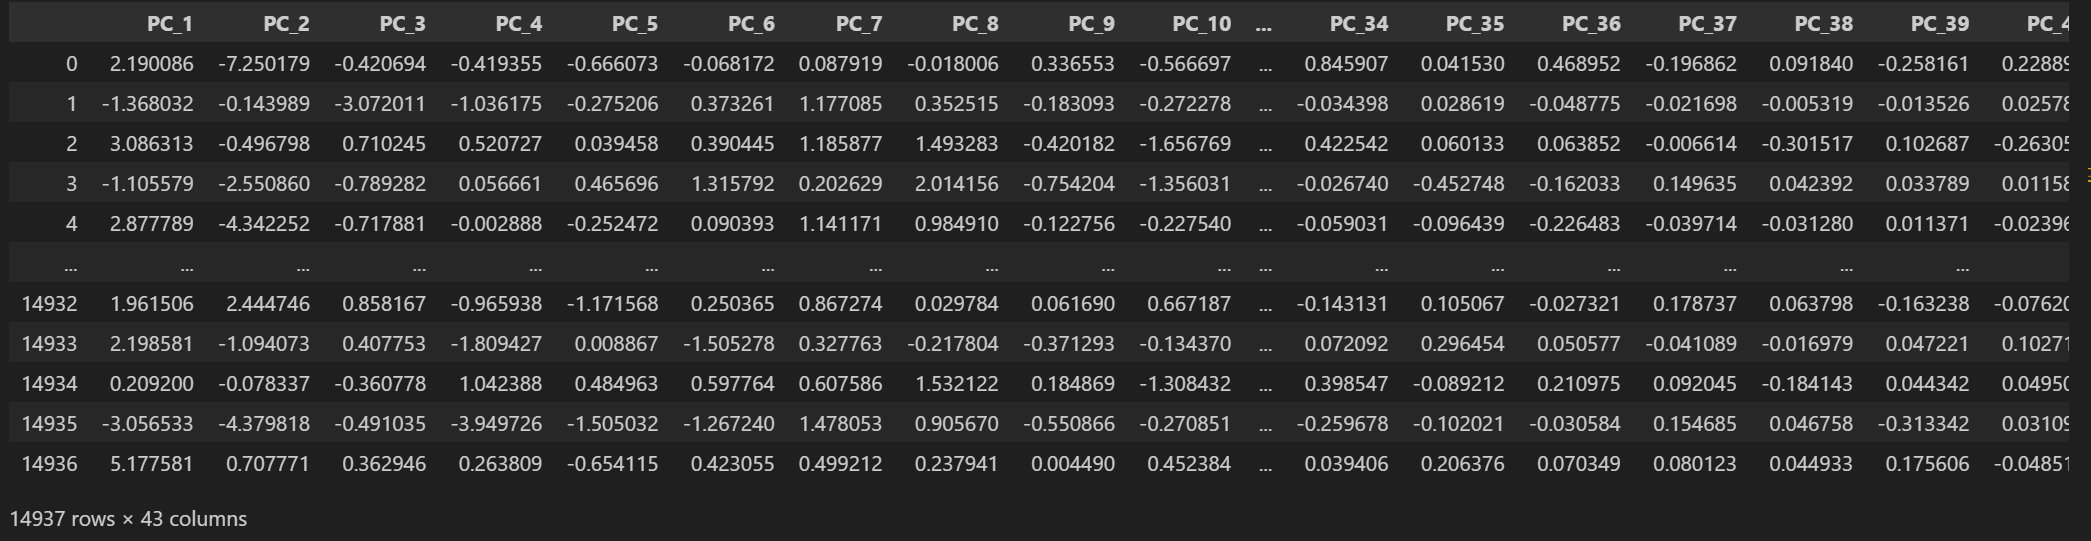 PC_1 PC_2 PC_3 PC_4 PC_5 PC_6 PC_7 PC_8 PC_9 PC_10 ... PC_34 PC_35 PC_36 PC_37 PC_38 PC_39 PC_4
0 2.190086 -7.250179 -0.420694 -0.419355 -0.666073 -0.068172 0.087919 -0.018006 0.336553 -0.566697 ... 0.845907 0.041530 0.468952 -0.196862 0.091840 -0.258161 0.22889
1 -1.368032 -0.143989 -3.072011 -1.036175 -0.275206 0.373261 1.177085 0.352515 -0.183093 -0.272278 ... -0.034398 0.028619 -0.048775 -0.021698 -0.005319 -0.013526 0.02578
2 3.086313 -0.496798 0.710245 0.520727 0.039458 0.390445 1.185877 1.493283 -0.420182 -1.656769 ... 0.422542 0.060133 0.063852 -0.006614 -0.301517 0.102687 -0.26305
3 -1.105579 -2.550860 -0.789282 0.056661 0.465696 1.315792 0.202629 2.014156 -0.754204 -1.356031 ... -0.026740 -0.452748 -0.162033 0.149635 0.042392 0.033789 0.01158
4 2.877789 -4.342252 -0.717881 -0.002888 -0.252472 0.090393 1.141171 0.984910 -0.122756 -0.227540 ... -0.059031 -0.096439 -0.226483 -0.039714 -0.031280 0.011371 -0.02396
... ... ... ... ... ... ... ... ... ... ... ... ... ... ... ... ... ...
14932 1.961506 2.444746 0.858167 -0.965938 -1.171568 0.250365 0.867274 0.029784 0.061690 0.667187 ... -0.143131 0.105067 -0.027321 0.178737 0.063798 -0.163238 -0.07620
14933 2.198581 -1.094073 0.407753 -1.809427 0.008867 -1.505278 0.327763 -0.217804 -0.371293 -0.134370 ... 0.072092 0.296454 0.050577 -0.041089 -0.016979 0.047221 0.10271
14934 0.209200 -0.078337 -0.360778 1.042388 0.484963 0.597764 0.607586 1.532122 0.184869 -1.308432 ... 0.398547 -0.089212 0.210975 0.092045 -0.184143 0.044342 0.04950
14935 -3.056533 -4.379818 -0.491035 -3.949726 -1.505032 -1.267240 1.478053 0.905670 -0.550866 -0.270851 ... -0.259678 -0.102021 -0.030584 0.154685 0.046758 -0.313342 0.03109
14936 5.177581 0.707771 0.362946 0.263809 -0.654115 0.423055 0.499212 0.237941 0.004490 0.452384 ... 0.039406 0.206376 0.070349 0.080123 0.044933 0.175606 -0.04851
14937 rows × 43 columns